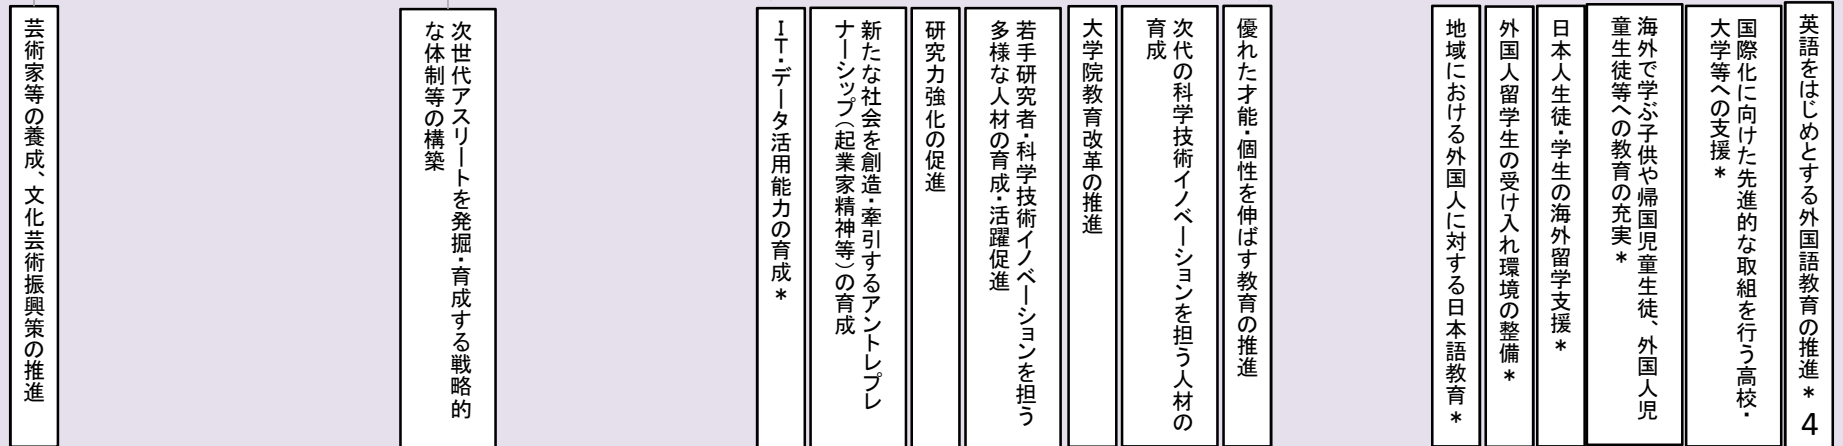 英語をはじめとする外国語教育の推進*
4
国際化に向けた先進的な取組を行う高校・
大学等への支援*
海外で学ぶ子供や帰国児童生徒、外国人児
童生徒等への教育の充実*
日本人生徒・学生の海外留学支援*
外国人留学生の受け入れ環境の整備*
地域における外国人に対する日本語教育*
優れた才能・個性を伸ばす教育の推進
次代の科学技術イノベーションを担う人材の
育成
大学院教育改革の推進
若手研究者・科学技術イノベーションを担う
多様な人材の育成・活躍促進
研究力強化の促進
新たな社会を創造・牽引するアントレプレ
ナーシップ(起業家精神等)の育成
IT・データ活用能力の育成*
次世代アスリートを発掘・育成する戦略的
な体制等の構築
芸術家等の養成、文化芸術振興策の推進